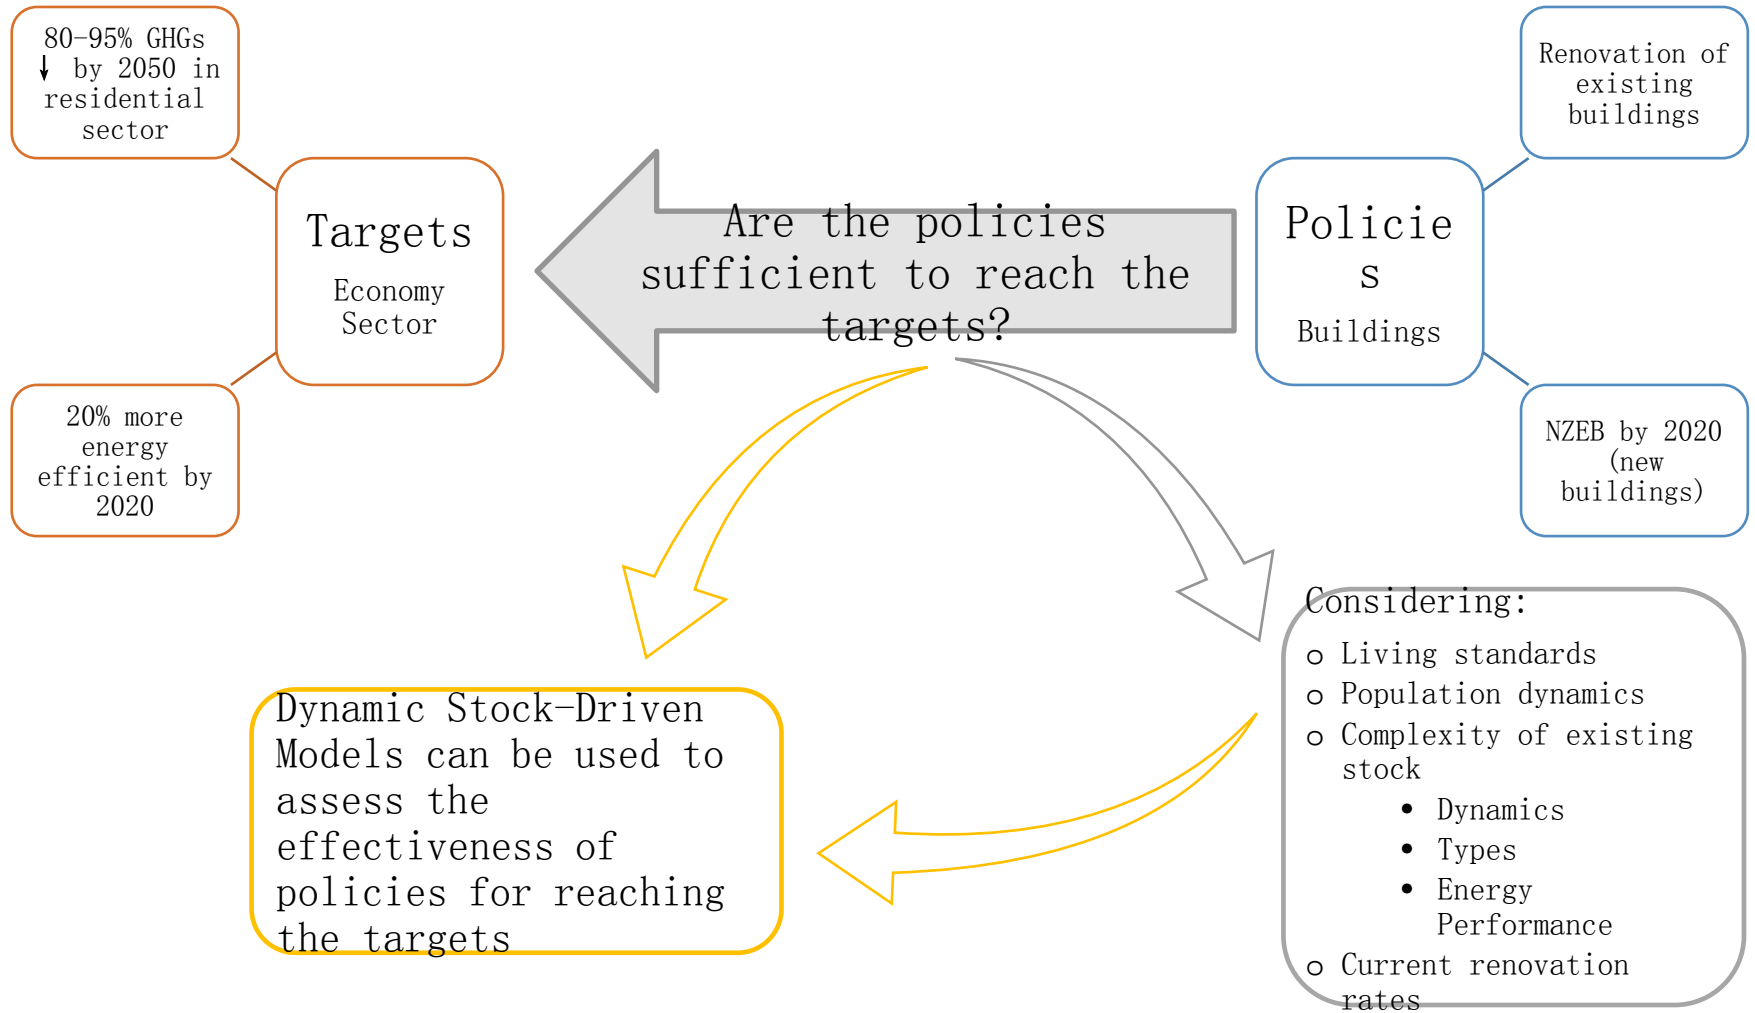 80-95% GHGs
↓ by 2050 in
residential
sector
Targets
Economy
Sector
20% more
energy
efficient by
2020
Are the policies
sufficient to reach the
targets?
Policie
s
Buildings
Renovation of
existing
buildings
NZEB by 2020
(new
buildings)
Dynamic Stock-Driven
Models can be used to
assess the
effectiveness of
policies for reaching
the targets
Considering:
o Living standards
o Population dynamics
o Complexity of existing
stock
• Dynamics
• Types
• Energy
Performance
o Current renovation
rates